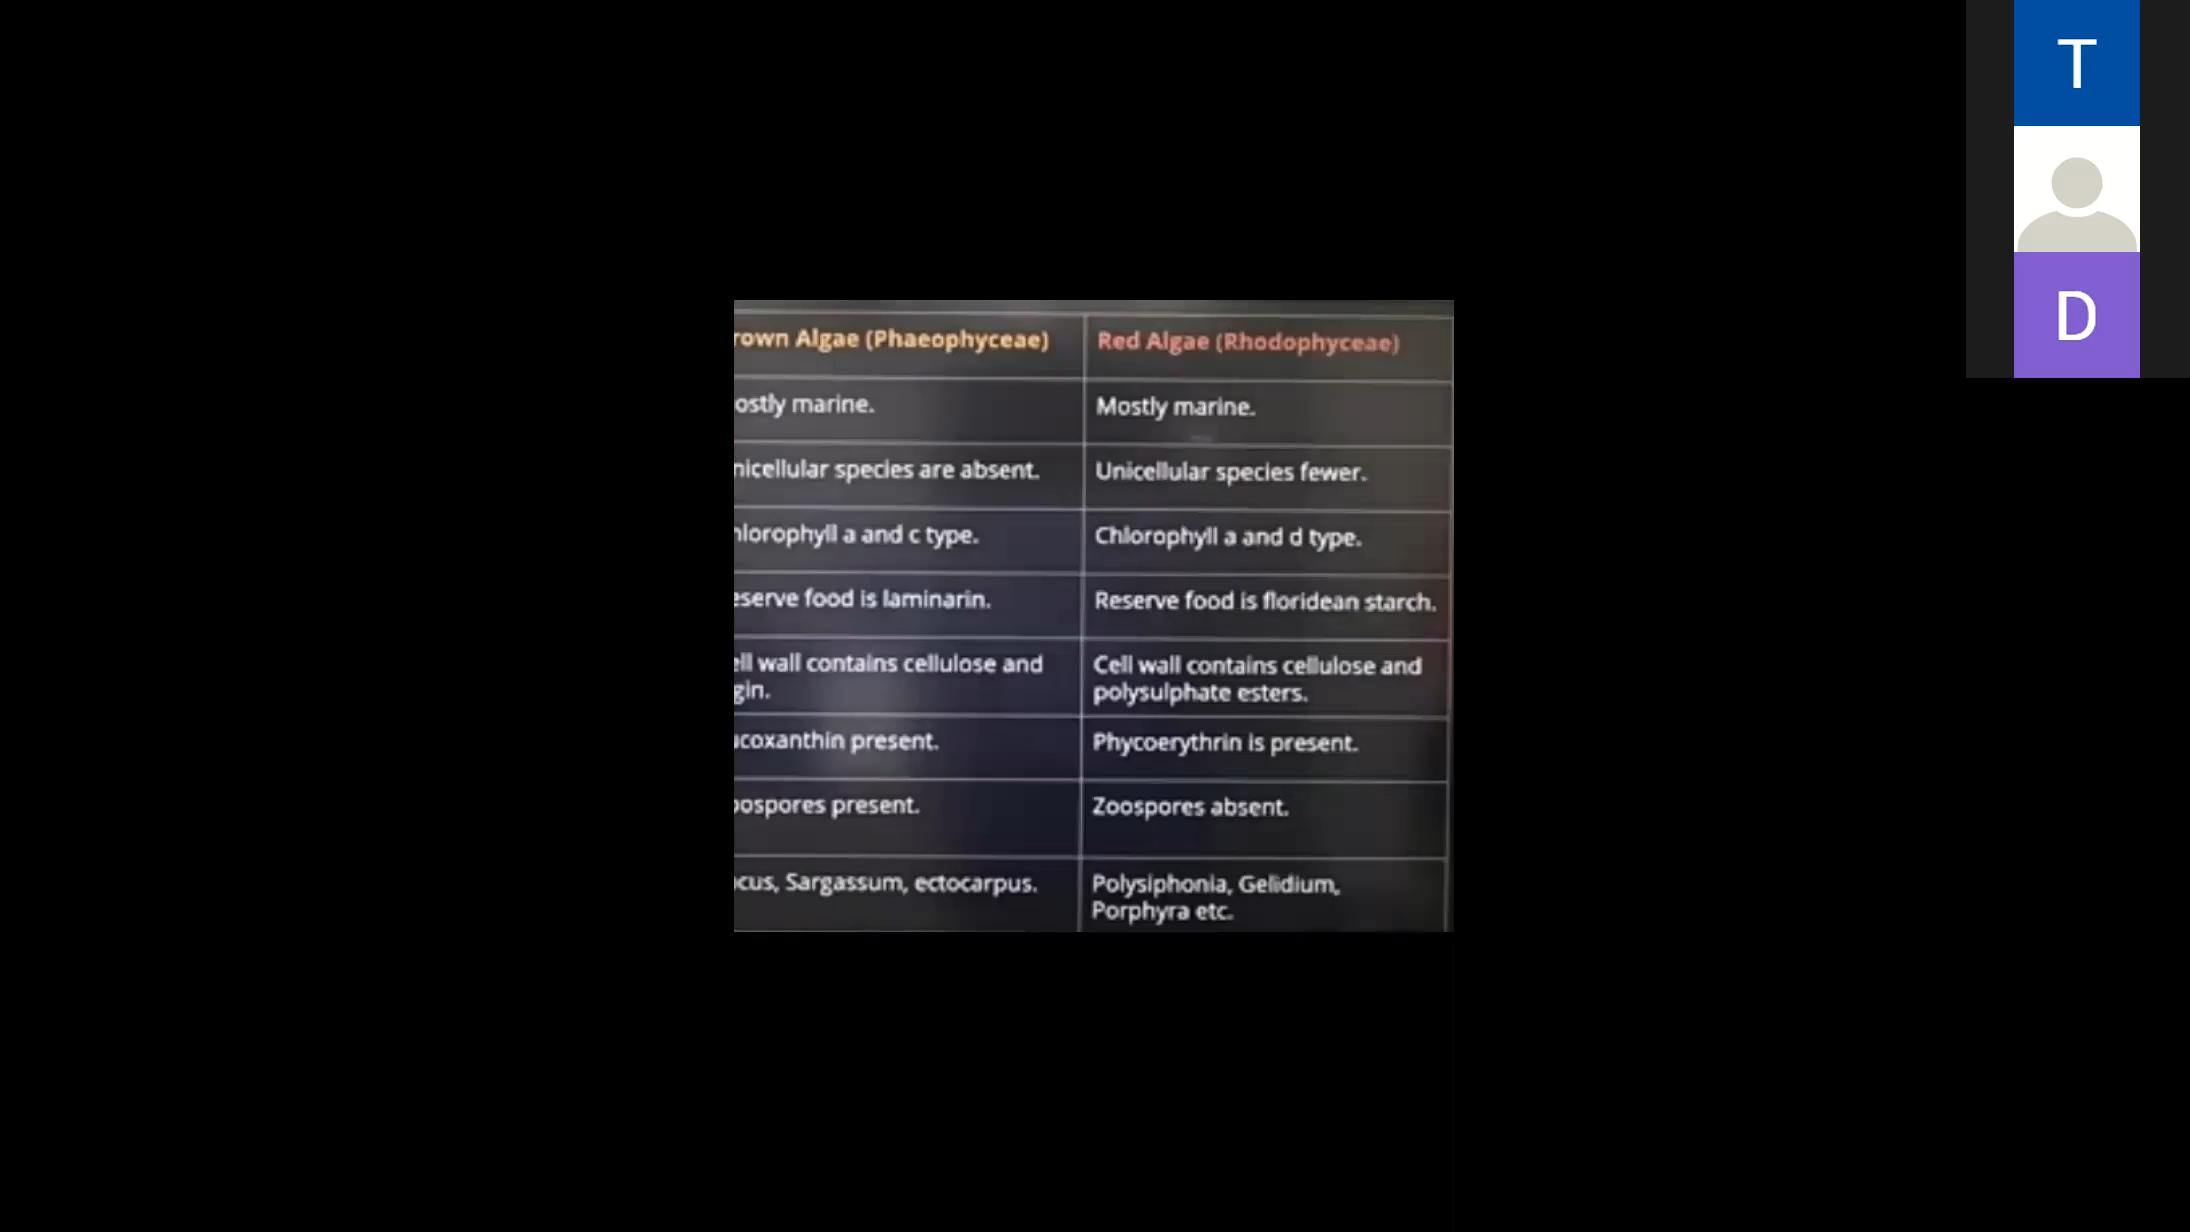 rown Algae (Phaeophyceae) Red Algae (Rhodophyceae)
ostly marine. Mostly marine.
nicellular species are absent. Unicellular species fewer.
hlorophyll a and c type. Chlorophyll a and d type.
eserve food is laminarin. Reserve food is floridean starch.
ell wall contains cellulose and Cell wall contains cellulose and
gin. polysulphate esters.
ucoxanthin present. Phycoerythrin is present.
oospores present. Zoospores absent.
ucus, Sargassum, ectocarpus. Polysiphonia, Gelidium,
Porphyra etc.
T
D